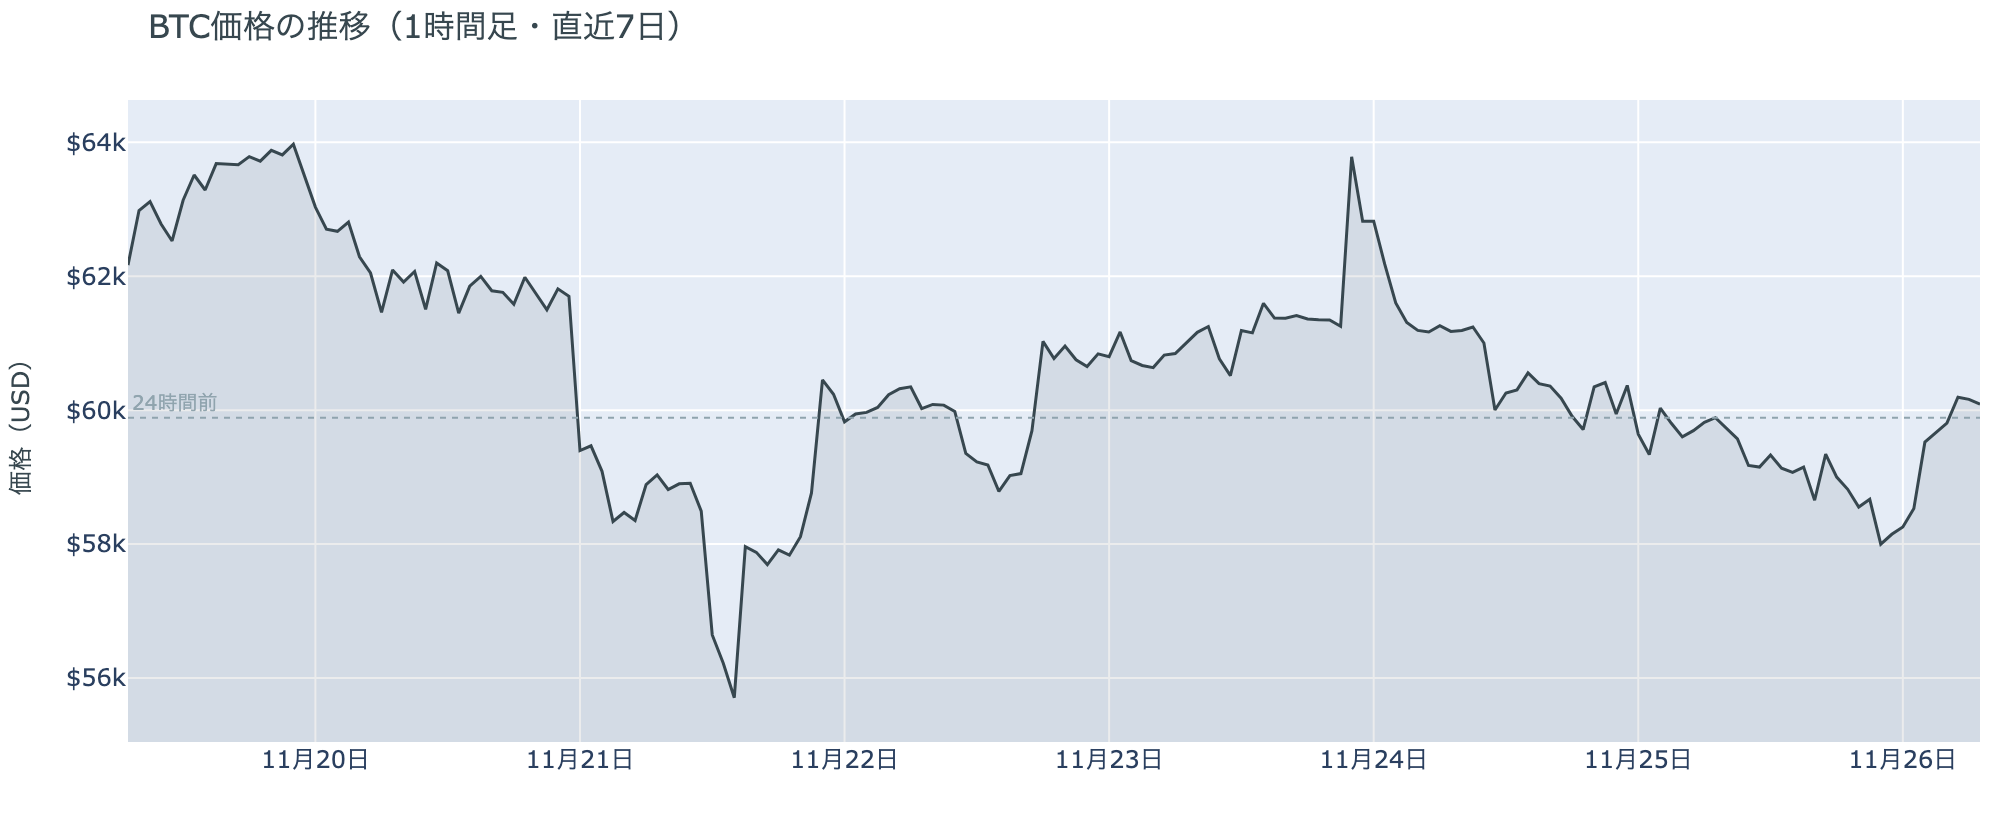 BTC価格の推移（1時間足・直近7日）
価格（USD）
$64k
$62k
$60k
$58k
$56k
24時間前
11月20日
11月21日
11月22日
11月23日
11月24日
11月25日
11月26日